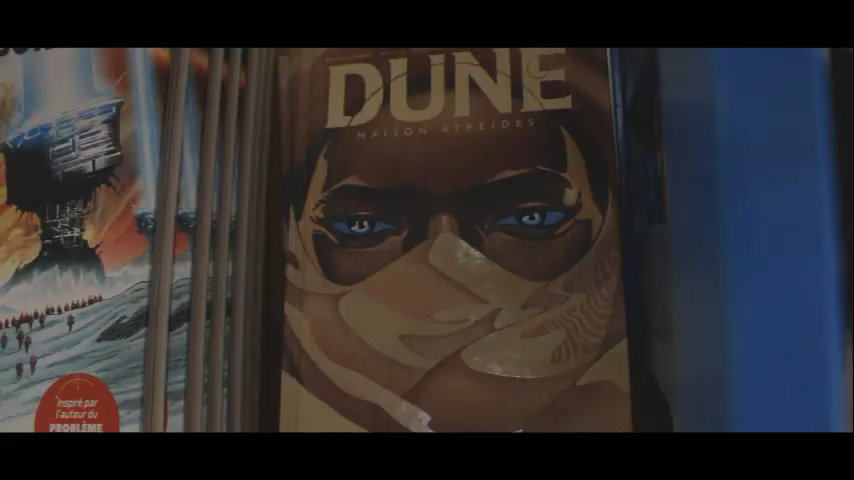 DUNE
MAISON ATRÉIDES
Inspiré par
l'auteur du
PROBLÈME